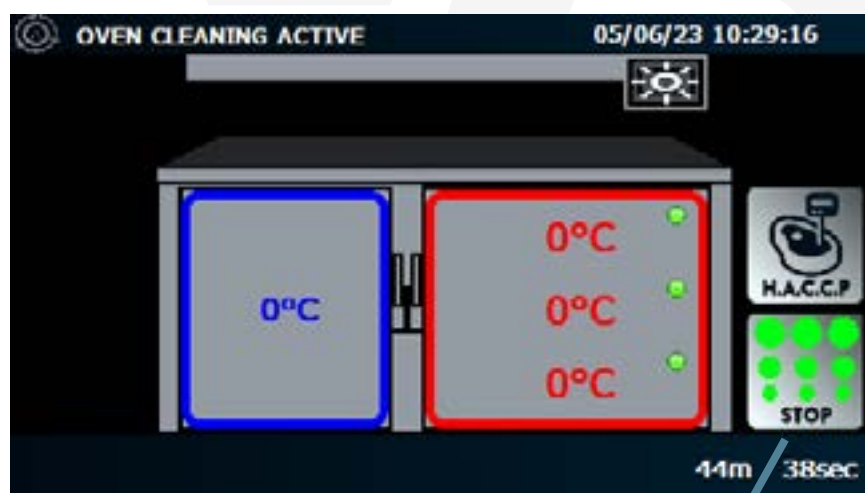 OVEN CLEANING ACTIVE 05/06/23 10:29:16
0°C
0°C
0°C
0°C
H.A.C.C.P
STOP
44m 38sec